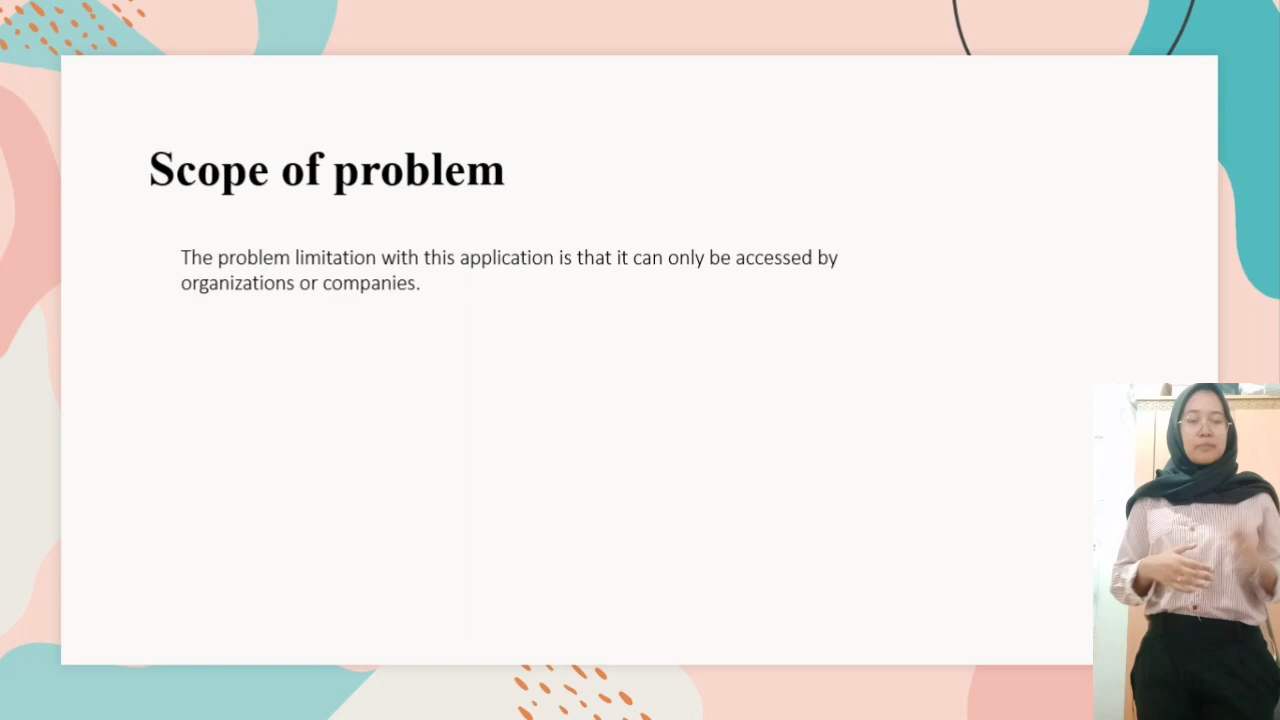 Scope of problem
The problem limitation with this application is that it can only be accessed by
organizations or companies.